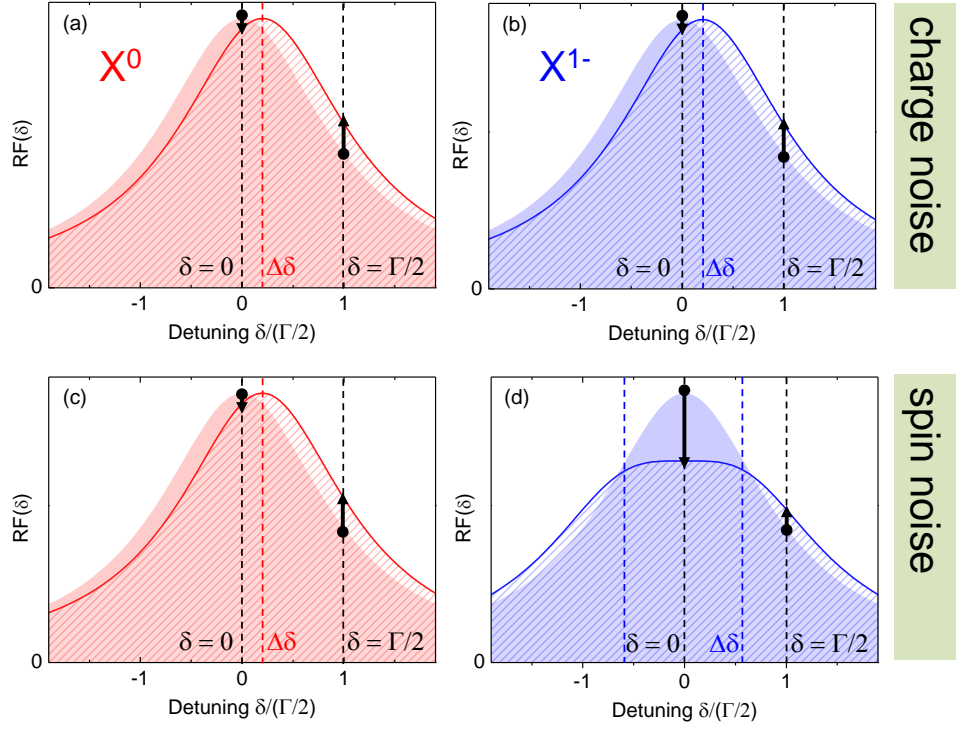 (a)
X⁰
RF(δ)
δ = 0
Δδ
δ = Γ/2
0
-1
0
1
Detuning δ/(Γ/2)
(b)
X¹⁻
RF(δ)
δ = 0
Δδ
δ = Γ/2
0
-1
0
1
Detuning δ/(Γ/2)
charge noise
(c)
RF(δ)
δ = 0
Δδ
δ = Γ/2
0
-1
0
1
Detuning δ/(Γ/2)
(d)
RF(δ)
δ = 0
Δδ
δ = Γ/2
0
-1
0
1
Detuning δ/(Γ/2)
spin noise